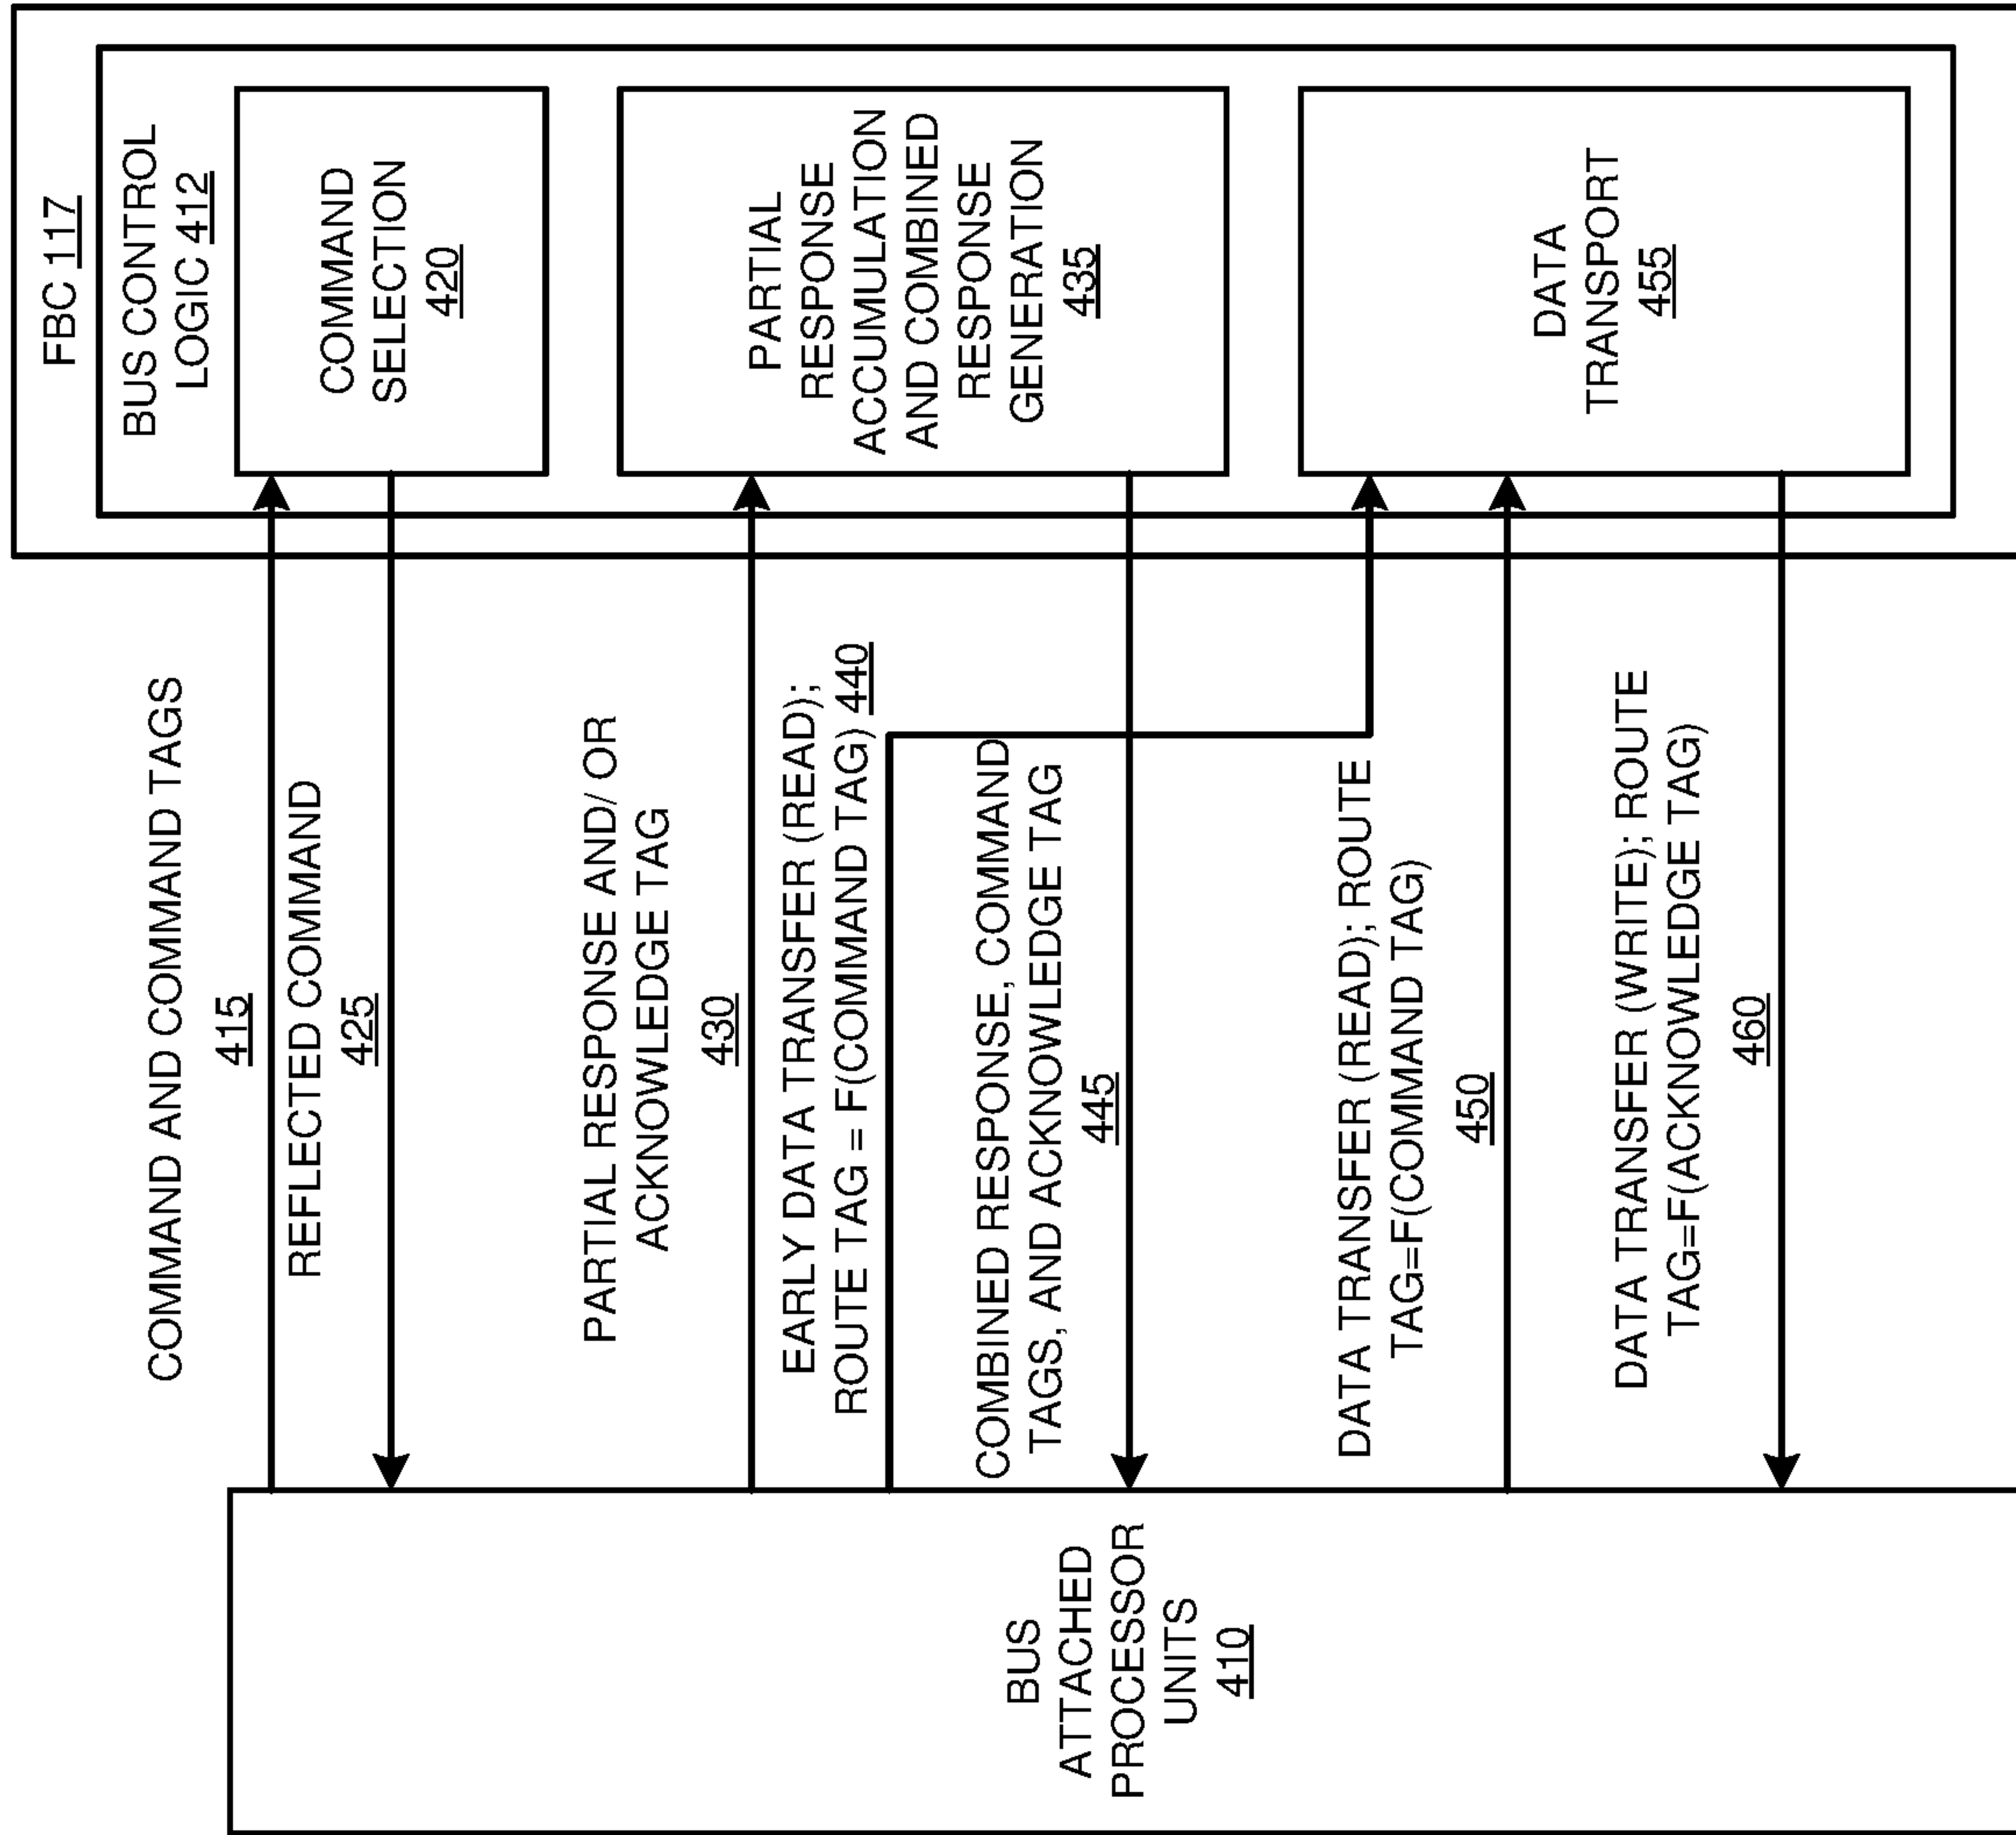 FBC 117
BUS CONTROL
LOGIC 412
COMMAND
SELECTION
420
PARTIAL
RESPONSE
ACCUMULATION
AND COMBINED
RESPONSE
GENERATION
435
DATA
TRANSPORT
455
COMMAND AND COMMAND TAGS
415
REFLECTED COMMAND
425
PARTIAL RESPONSE AND/ OR
ACKNOWLEDGE TAG
430
EARLY DATA TRANSFER (READ);
ROUTE TAG = F(COMMAND TAG) 440
COMBINED RESPONSE, COMMAND
TAGS, AND ACKNOWLEDGE TAG
445
DATA TRANSFER (READ); ROUTE
TAG=F(COMMAND TAG)
450
DATA TRANSFER (WRITE); ROUTE
TAG=F(ACKNOWLEDGE TAG)
460
BUS
ATTACHED
PROCESSOR
UNITS
410